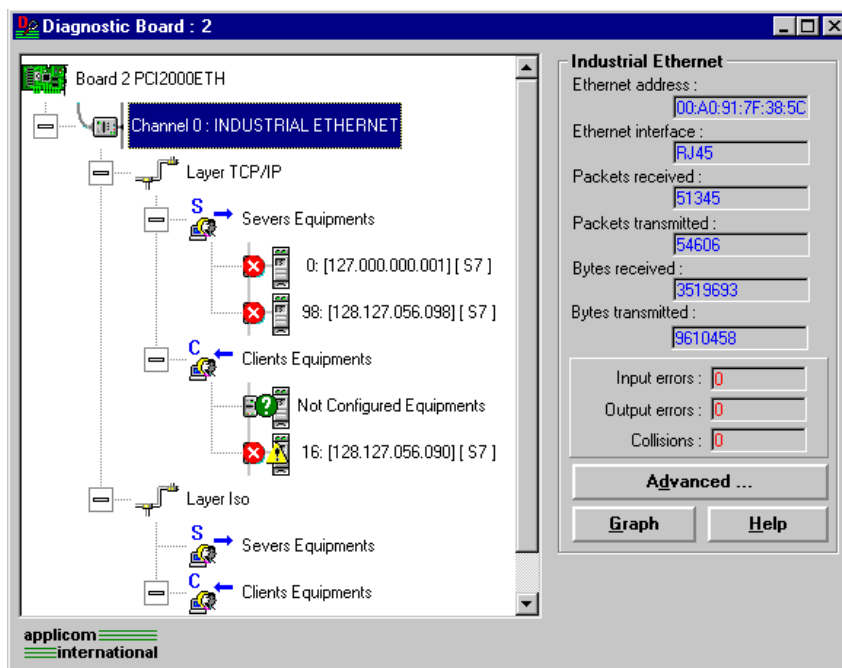 Diagnostic Board : 2
Board 2 PCI2000ETH
Channel 0 : INDUSTRIAL ETHERNET
Layer TCP/IP
S
Severs Equipments
0: [127.000.000.001] [ S7 ]
98: [128.127.056.098] [ S7 ]
C
Clients Equipments
Not Configured Equipments
16: [128.127.056.090] [ S7 ]
Layer Iso
S
Severs Equipments
C
Clients Equipments
Industrial Ethernet
Ethernet address :
00:A0:91:7F:38:5C
Ethernet interface :
RJ45
Packets received :
51345
Packets transmitted :
54606
Bytes received :
3519693
Bytes transmitted :
9610458
Input errors : 0
Output errors : 0
Collisions : 0
Advanced ...
Graph
Help
applicom
international